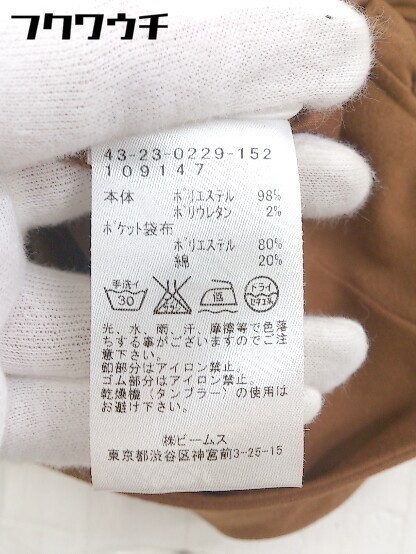 フクワウチ
43-23-0229-152
109147
本体 ポリエステル 98%
ポリウレタン 2%
ポケット袋布
ポリエステル 80%
綿 20%
手洗イ
30
低
ドライ
セキユ系
光、水、雨、汗、摩擦等で色落
ちする事がございますのでご注
意下さい。
釦部分はアイロン禁止。
ゴム部分はアイロン禁止。
乾燥機（タンブラー）の使用は
お避け下さい。
㈱ビームス
東京都渋谷区神宮前3-25-15